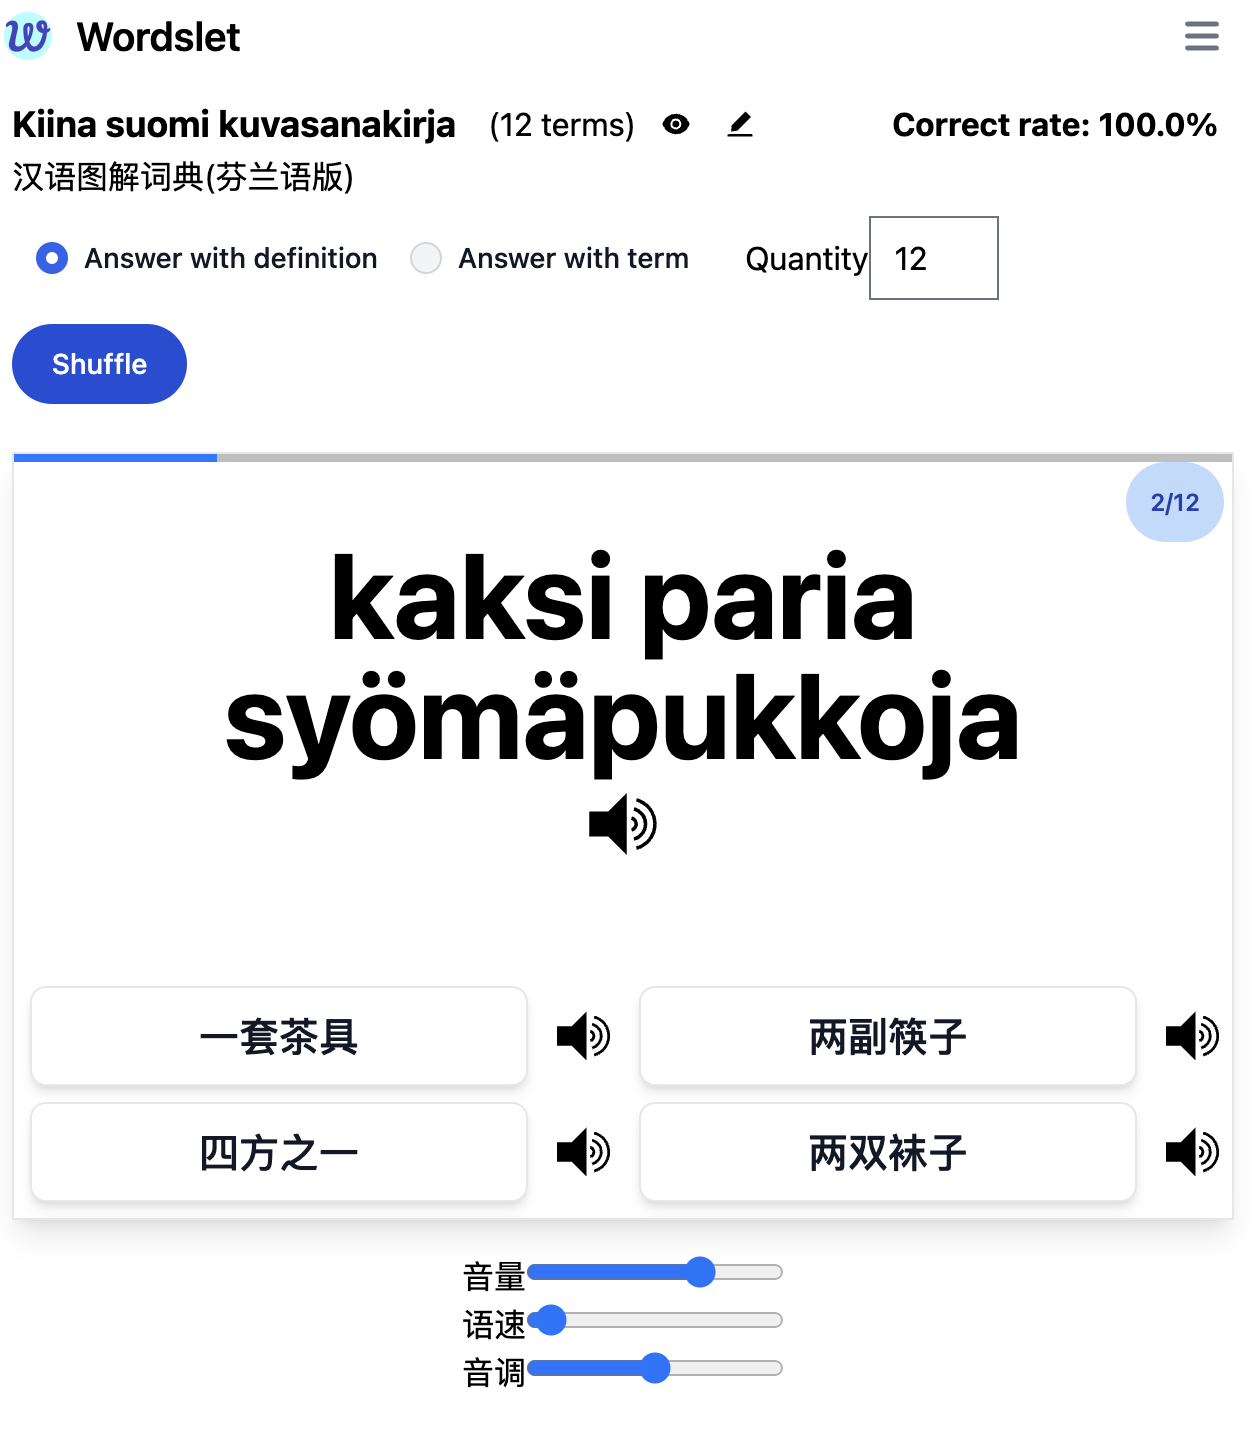 Wordslet
Kiina suomi kuvasanakirja (12 terms) Correct rate: 100.0%
汉语图解词典(芬兰语版)
Answer with definition Answer with term Quantity 12
Shuffle
2/12
kaksi paria
syömäpukkoja
一套茶具 两副筷子
四方之一 两双袜子
音量
语速
音调